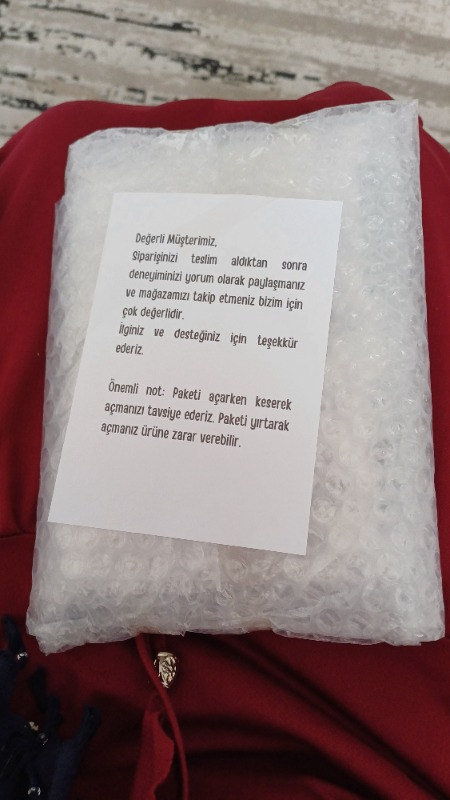 Değerli Müşterimiz,
Siparişinizi teslim aldıktan sonra
deneyiminizi yorum olarak paylaşmanız
ve mağazamızı takip etmeniz bizim için
çok değerlidir.
İlginiz ve desteğiniz için teşekkür
ederiz.
Önemli not: Paketi açarken keserek
açmanızı tavsiye ederiz. Paketi yırtarak
açmanız ürüne zarar verebilir.